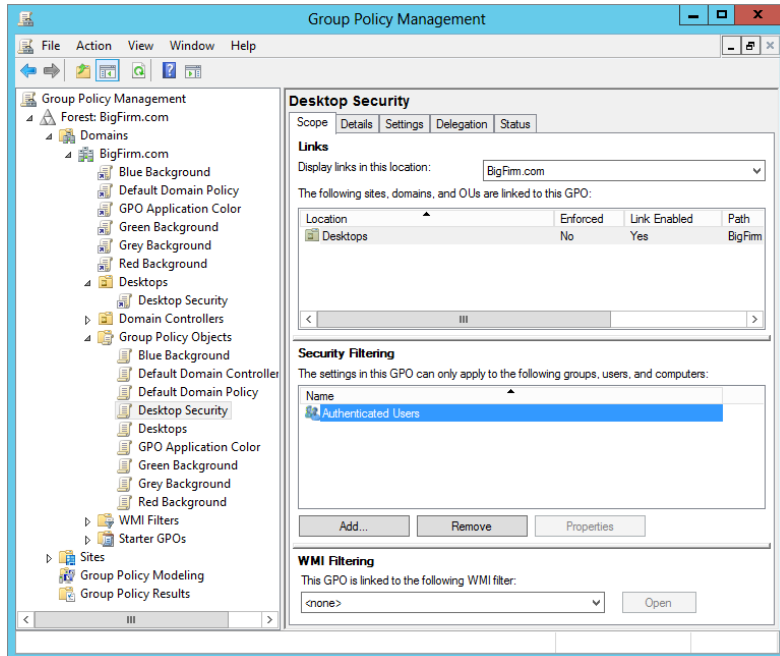 Group Policy Management
File Action View Window Help
Group Policy Management
Forest: BigFirm.com
Domains
BigFirm.com
Blue Background
Default Domain Policy
GPO Application Color
Green Background
Grey Background
Red Background
Desktops
Desktop Security
Domain Controllers
Group Policy Objects
Blue Background
Default Domain Controller
Default Domain Policy
Desktop Security
Desktops
GPO Application Color
Green Background
Grey Background
Red Background
WMI Filters
Starter GPOs
Sites
Group Policy Modeling
Group Policy Results
Desktop Security
Scope Details Settings Delegation Status
Links
Display links in this location: BigFirm.com
The following sites, domains, and OUs are linked to this GPO:
Location Enforced Link Enabled Path
Desktops No Yes BigFirm
Security Filtering
The settings in this GPO can only apply to the following groups, users, and computers:
Name
Authenticated Users
Add... Remove Properties
WMI Filtering
This GPO is linked to the following WMI filter:
<none> Open